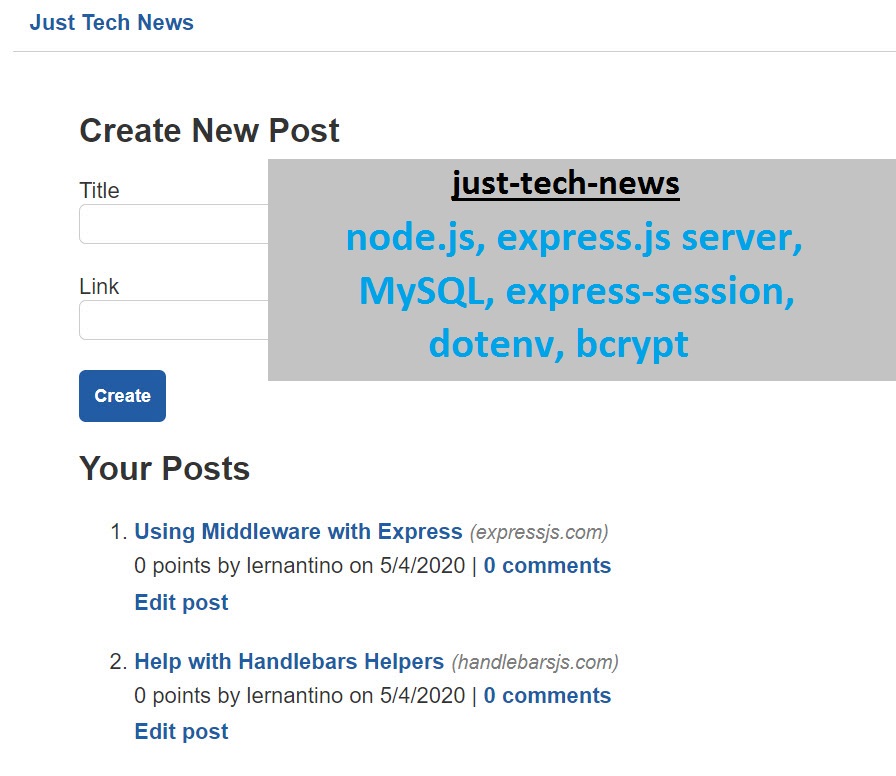 Just Tech News
Create New Post
Title
just-tech-news
node.js, express.js server,
MySQL, express-session,
dotenv, bcrypt
Link
Create
Your Posts
1. Using Middleware with Express (expressjs.com)
0 points by lernantino on 5/4/2020 | 0 comments
Edit post
2. Help with Handlebars Helpers (handlebarsjs.com)
0 points by lernantino on 5/4/2020 | 0 comments
Edit post